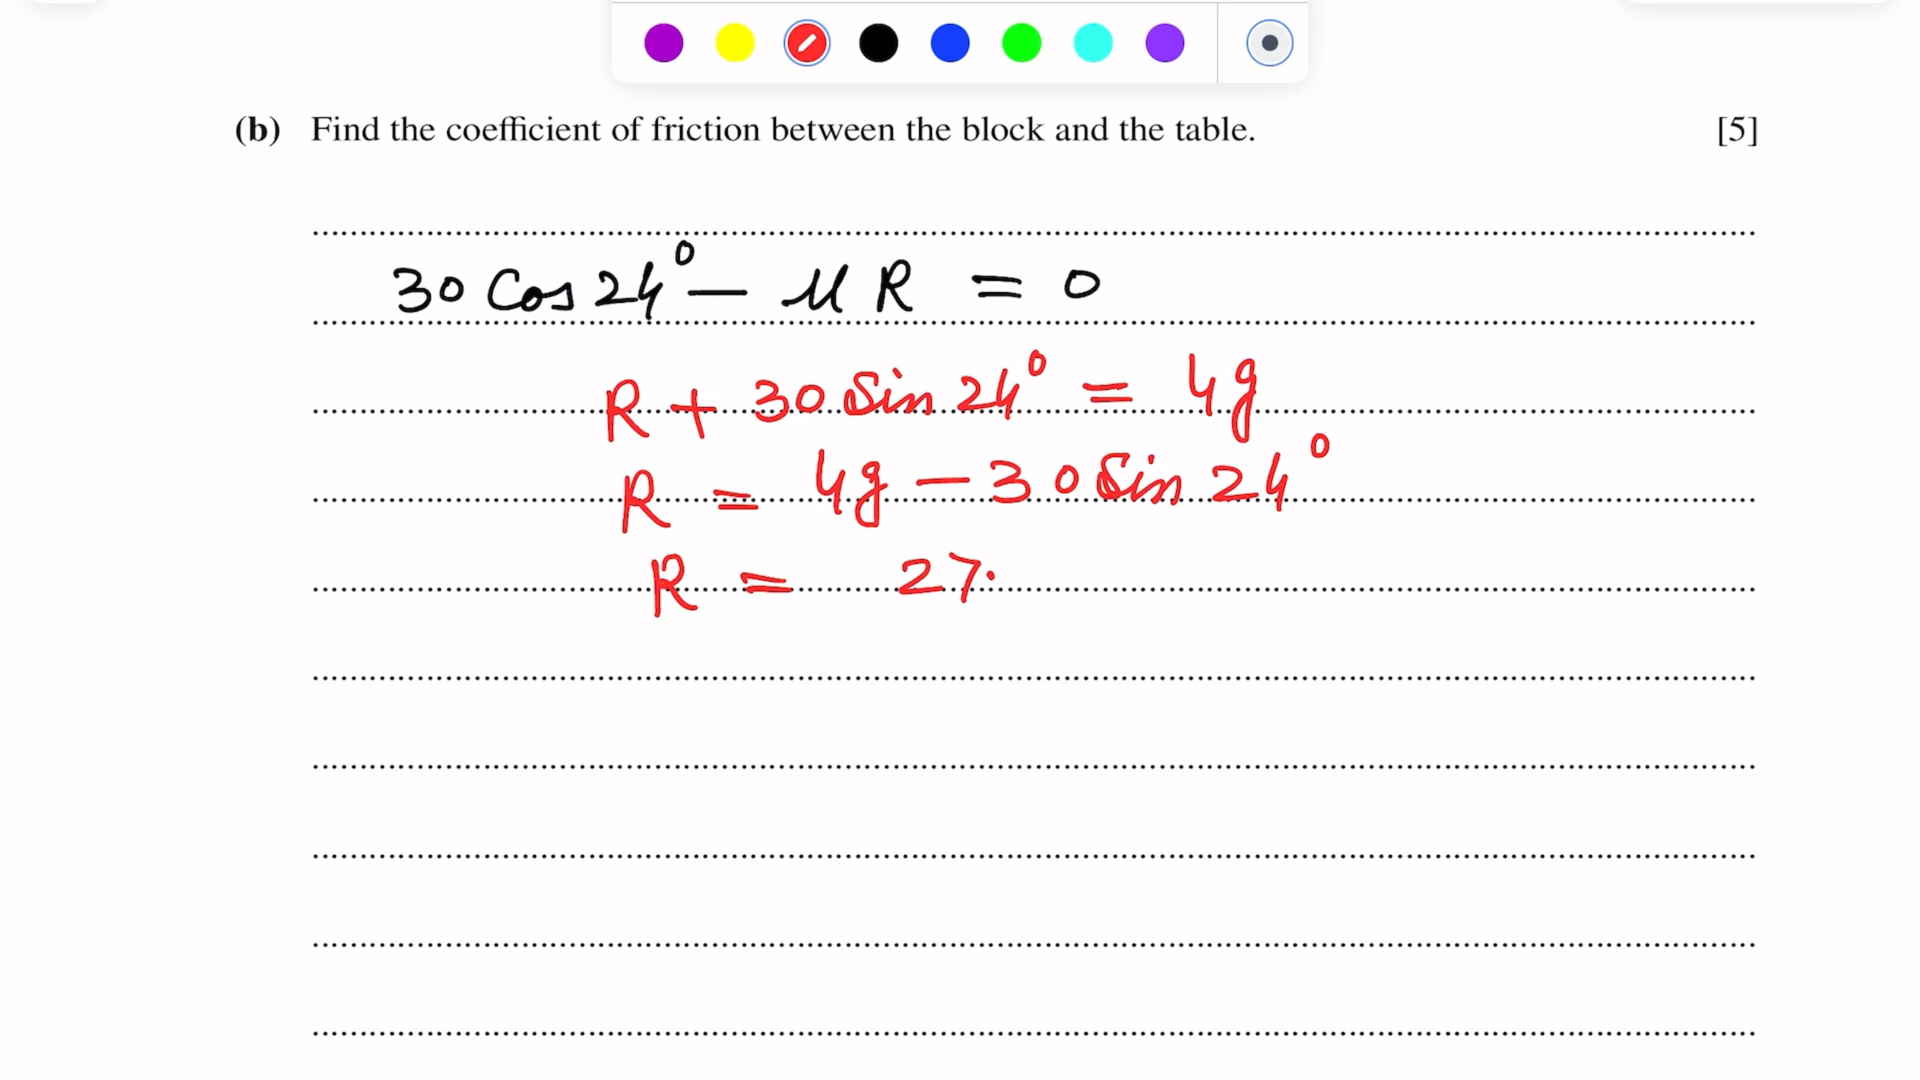 (b) Find the coefficient of friction between the block and the table. [5]
30 Cos 24° - μ R = 0
R + 30 Sin 24° = 4g
R = 4g - 30 Sin 24°
R = 27.